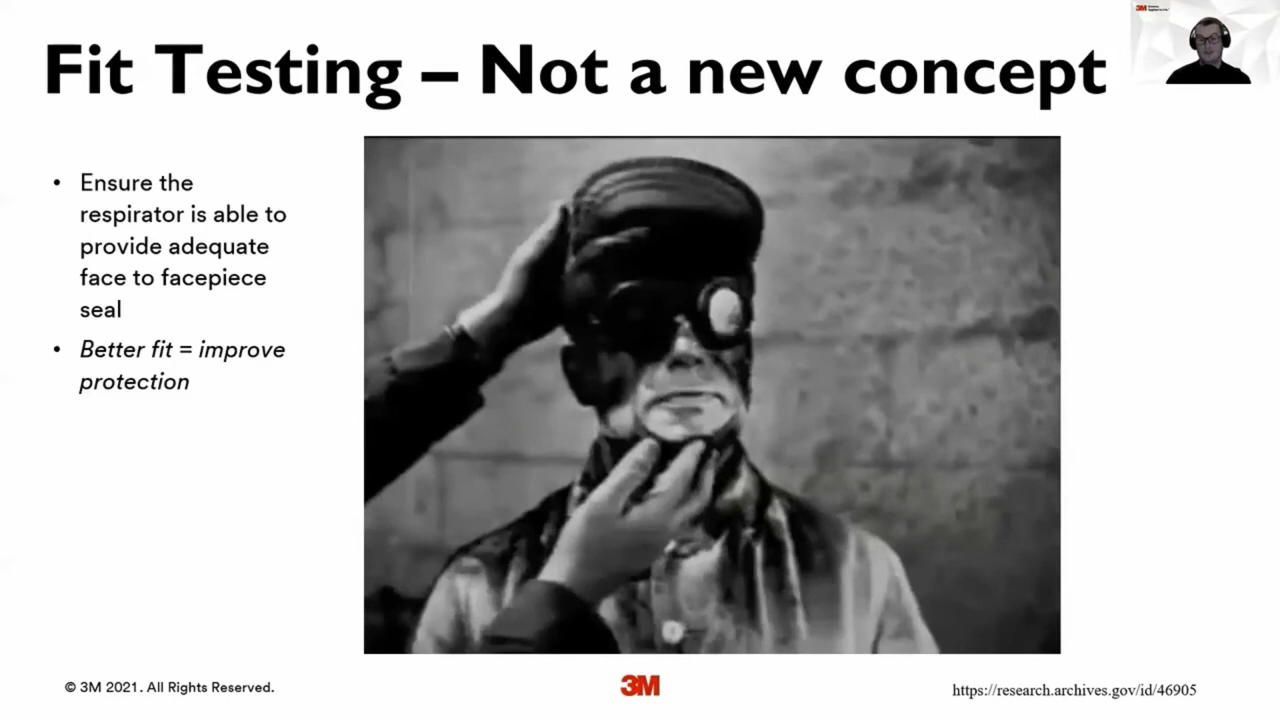 Fit Testing – Not a new concept
3M
• Ensure the
respirator is able to
provide adequate
face to facepiece
seal
• Better fit = improve
protection
© 3M 2021. All Rights Reserved.
3M
https://research.archives.gov/id/46905